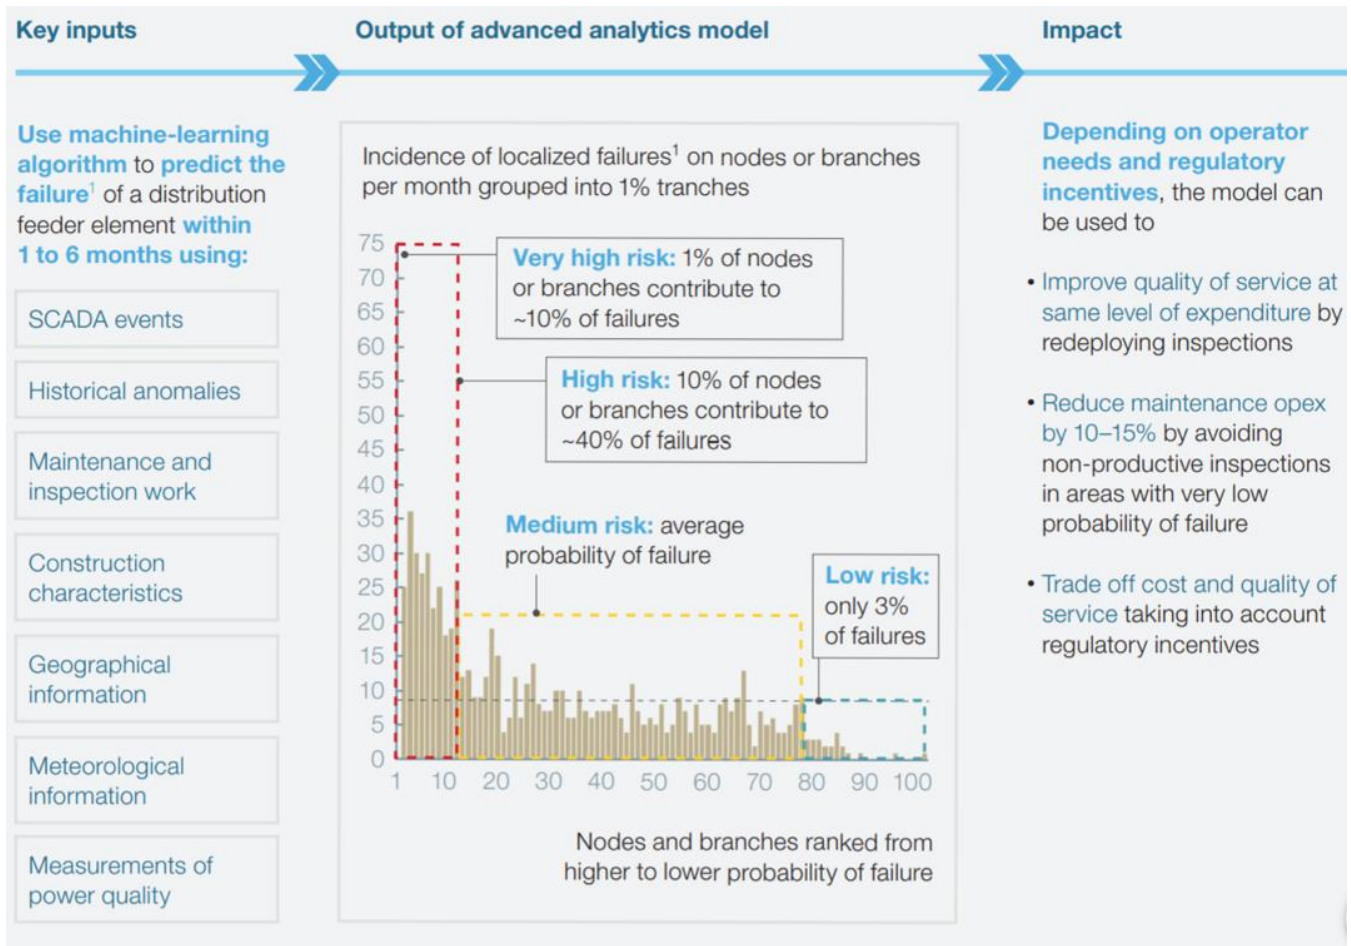 Key inputs
Output of advanced analytics model
Impact
Use machine-learning
algorithm to predict the
failure¹ of a distribution
feeder element within
1 to 6 months using:
SCADA events
Historical anomalies
Maintenance and
inspection work
Construction
characteristics
Geographical
information
Meteorological
information
Measurements of
power quality
Incidence of localized failures¹ on nodes or branches
per month grouped into 1% tranches
75
70
65
60
55
50
45
40
35
30
25
20
15
10
5
0
1 10 20 30 40 50 60 70 80 90 100
Very high risk: 1% of nodes
or branches contribute to
~10% of failures
High risk: 10% of nodes
or branches contribute to
~40% of failures
Medium risk: average
probability of failure
Low risk:
only 3%
of failures
Nodes and branches ranked from
higher to lower probability of failure
Depending on operator
needs and regulatory
incentives, the model can
be used to
• Improve quality of service at
same level of expenditure by
redeploying inspections
• Reduce maintenance opex
by 10–15% by avoiding
non-productive inspections
in areas with very low
probability of failure
• Trade off cost and quality of
service taking into account
regulatory incentives